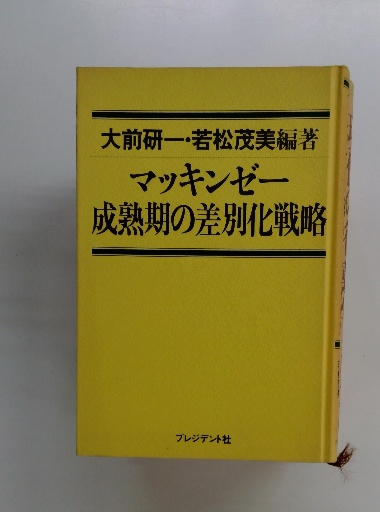 大前研一・若松茂美編著
マッキンゼー
成熟期の差別化戦略
プレジデント社